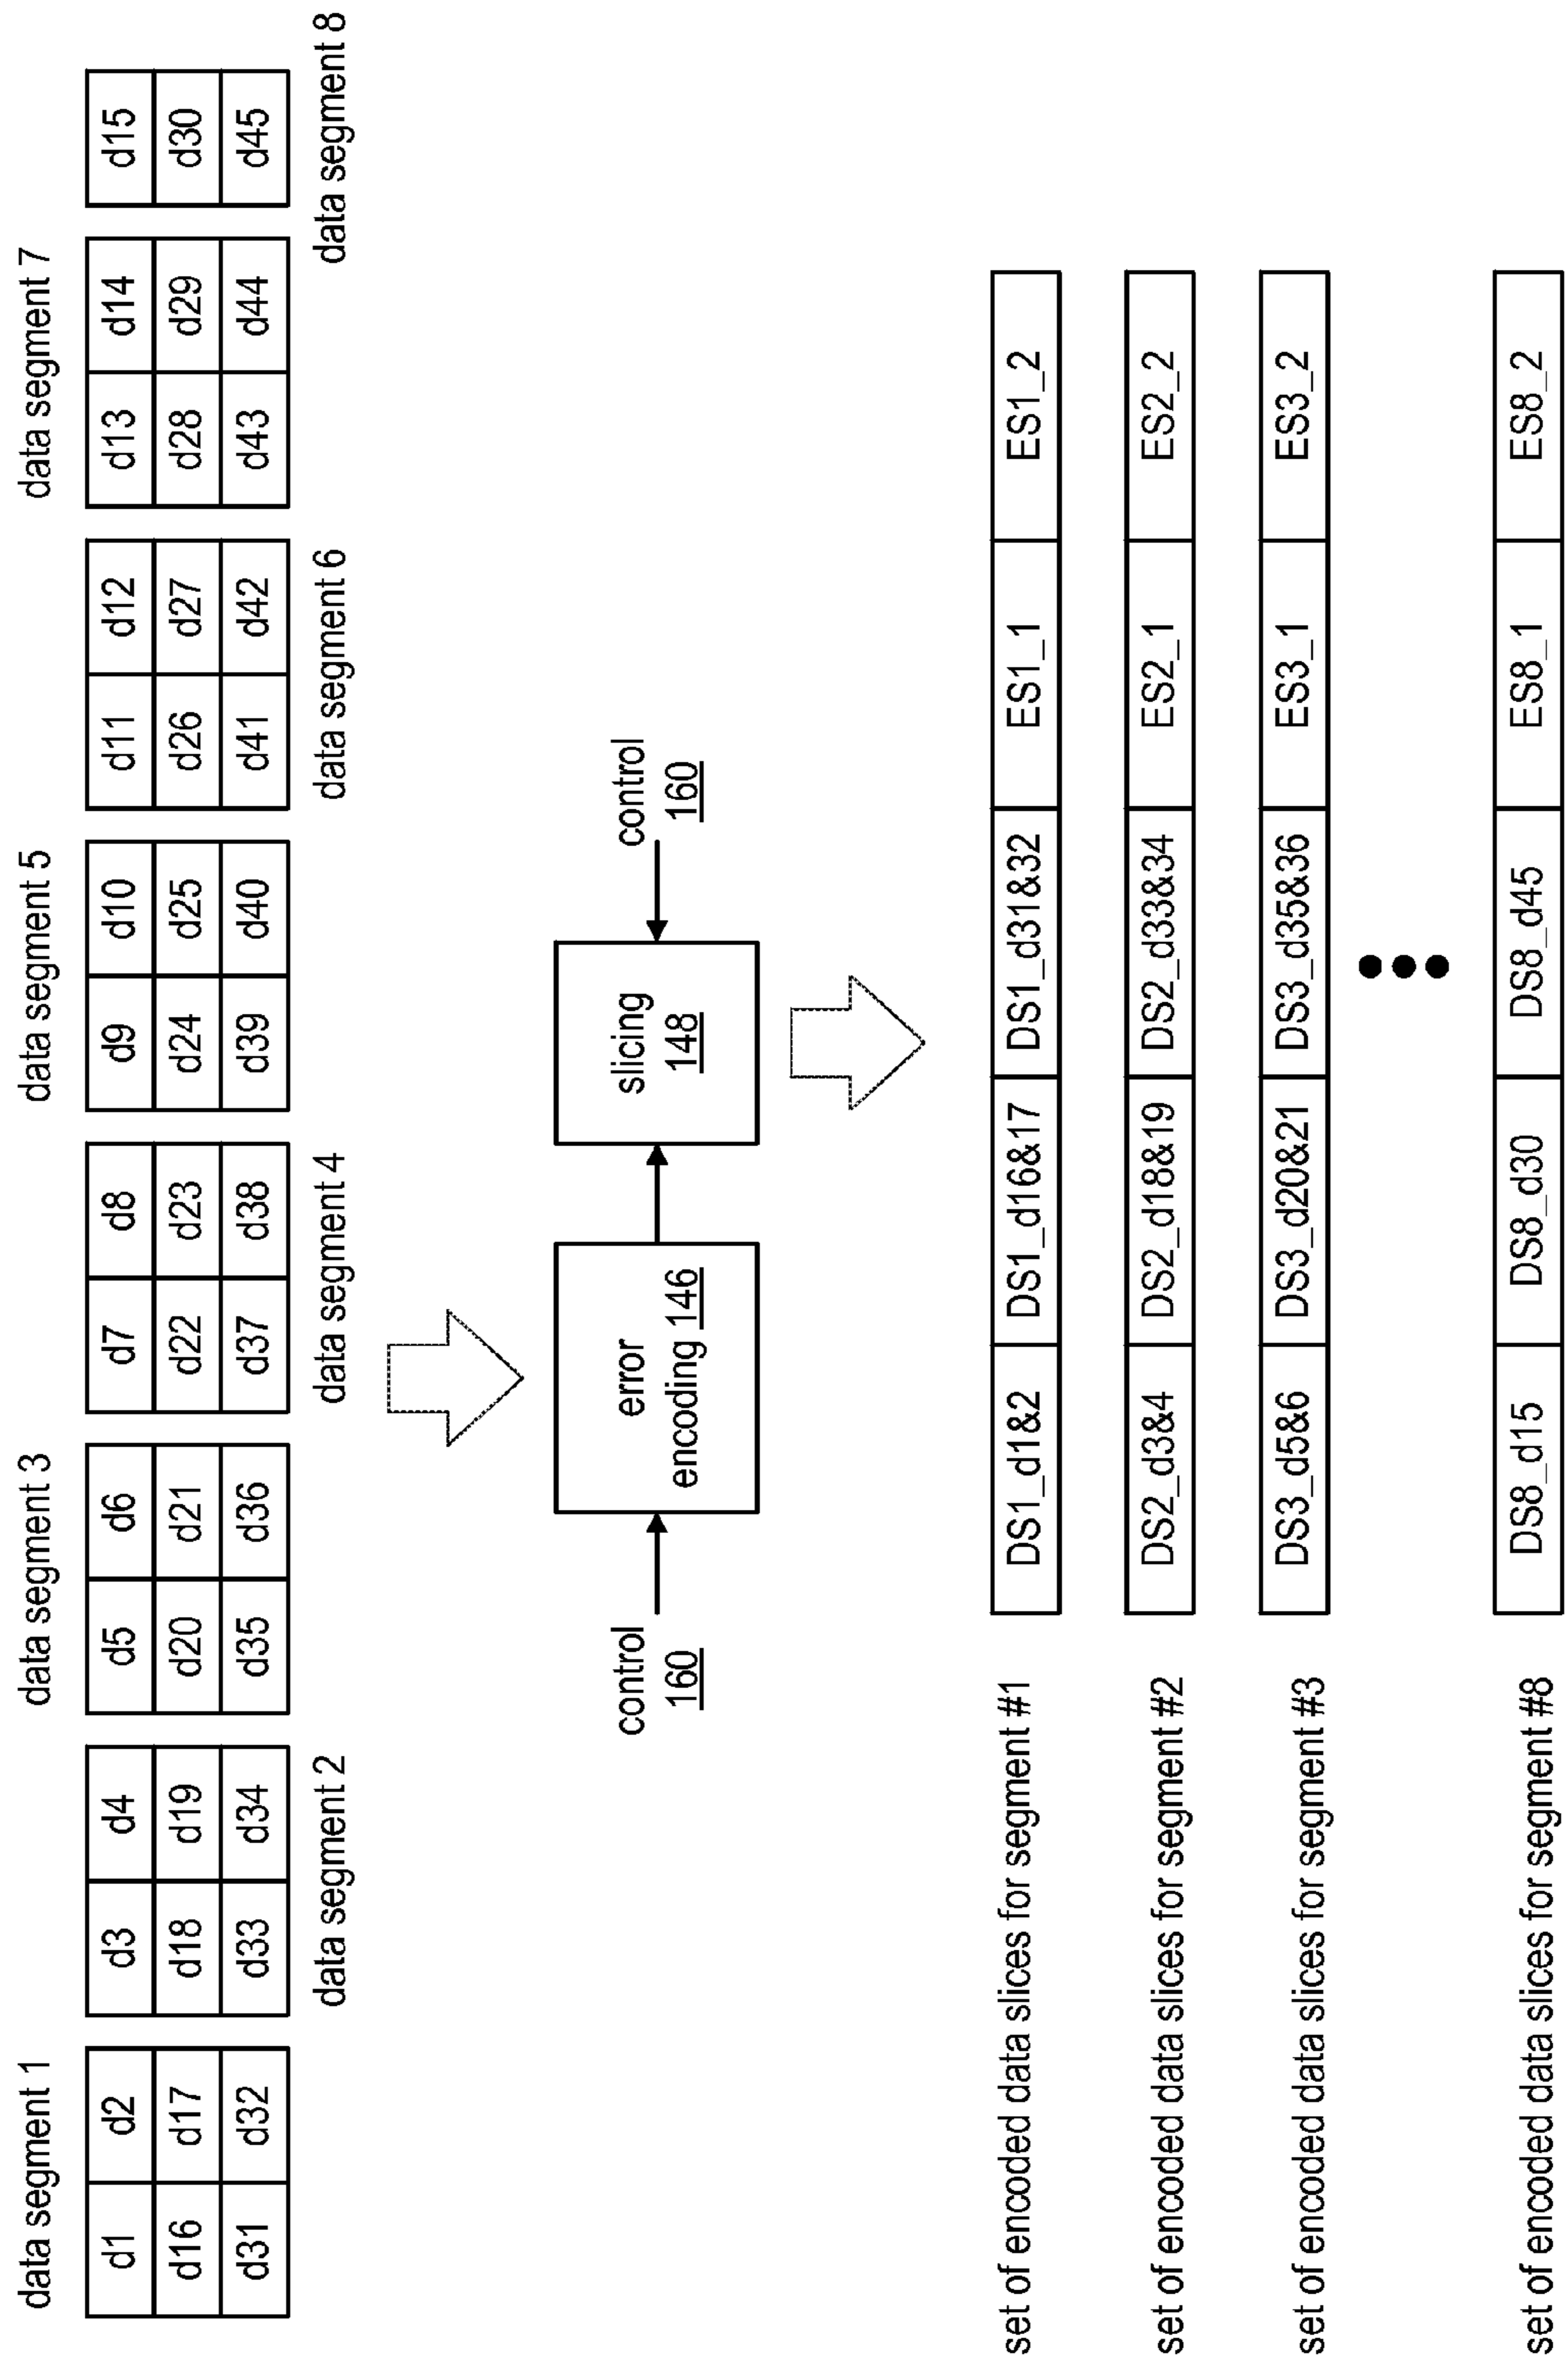 data segment 1
data segment 3
data segment 5
data segment 7
d1 d2 d3 d4 d5 d6 d7 d8 d9 d10 d11 d12 d13 d14 d15
d16 d17 d18 d19 d20 d21 d22 d23 d24 d25 d26 d27 d28 d29 d30
d31 d32 d33 d34 d35 d36 d37 d38 d39 d40 d41 d42 d43 d44 d45
data segment 2
data segment 4
data segment 6
data segment 8
control
160
error
encoding 146
slicing
148
control
160
set of encoded data slices for segment #1 DS1_d1&2 DS1_d16&17 DS1_d31&32 ES1_1 ES1_2
set of encoded data slices for segment #2 DS2_d3&4 DS2_d18&19 DS2_d33&34 ES2_1 ES2_2
set of encoded data slices for segment #3 DS3_d5&6 DS3_d20&21 DS3_d35&36 ES3_1 ES3_2
set of encoded data slices for segment #8 DS8_d15 DS8_d30 DS8_d45 ES8_1 ES8_2